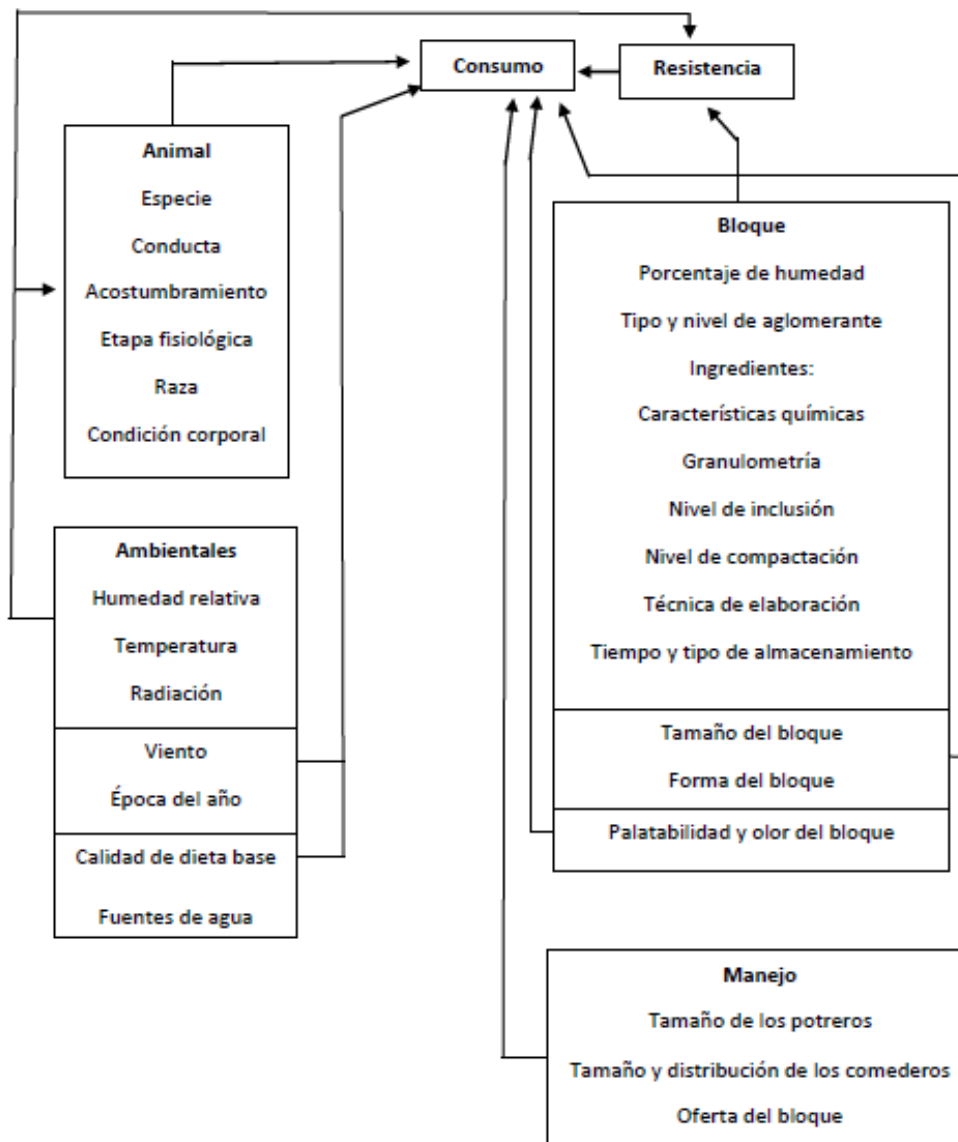 Consumo
Resistencia
Animal
Especie
Conducta
Acostumbramiento
Etapa fisiológica
Raza
Condición corporal
Ambientales
Humedad relativa
Temperatura
Radiación
Viento
Época del año
Calidad de dieta base
Fuentes de agua
Bloque
Porcentaje de humedad
Tipo y nivel de aglomerante
Ingredientes:
Características químicas
Granulometría
Nivel de inclusión
Nivel de compactación
Técnica de elaboración
Tiempo y tipo de almacenamiento
Tamaño del bloque
Forma del bloque
Palatabilidad y olor del bloque
Manejo
Tamaño de los potreros
Tamaño y distribución de los comederos
Oferta del bloque